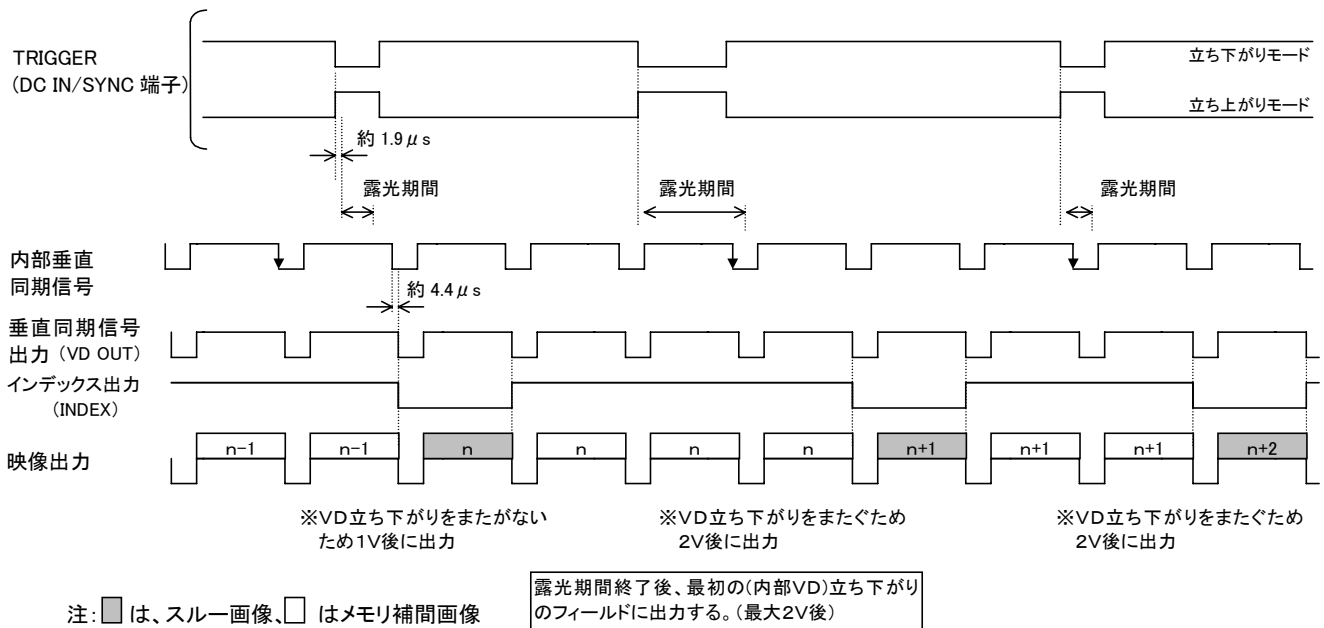 TRIGGER
(DC IN/SYNC 端子)
立ち下がりモード
立ち上がりモード
約 1.9μs
露光期間
露光期間
露光期間
内部垂直
同期信号
約 4.4μs
垂直同期信号
出力 (VD OUT)
インデックス出力
(INDEX)
映像出力
n-1
n-1
n
n
n
n
n+1
n+1
n+1
n+2
※VD立ち下がりをまたがない
ため1V後に出力
※VD立ち下がりをまたぐため
2V後に出力
※VD立ち下がりをまたぐため
2V後に出力
注: は、スルー画像、 はメモリ補間画像
露光期間終了後、最初の(内部VD)立ち下がり
のフィールドに出力する。(最大2V後)